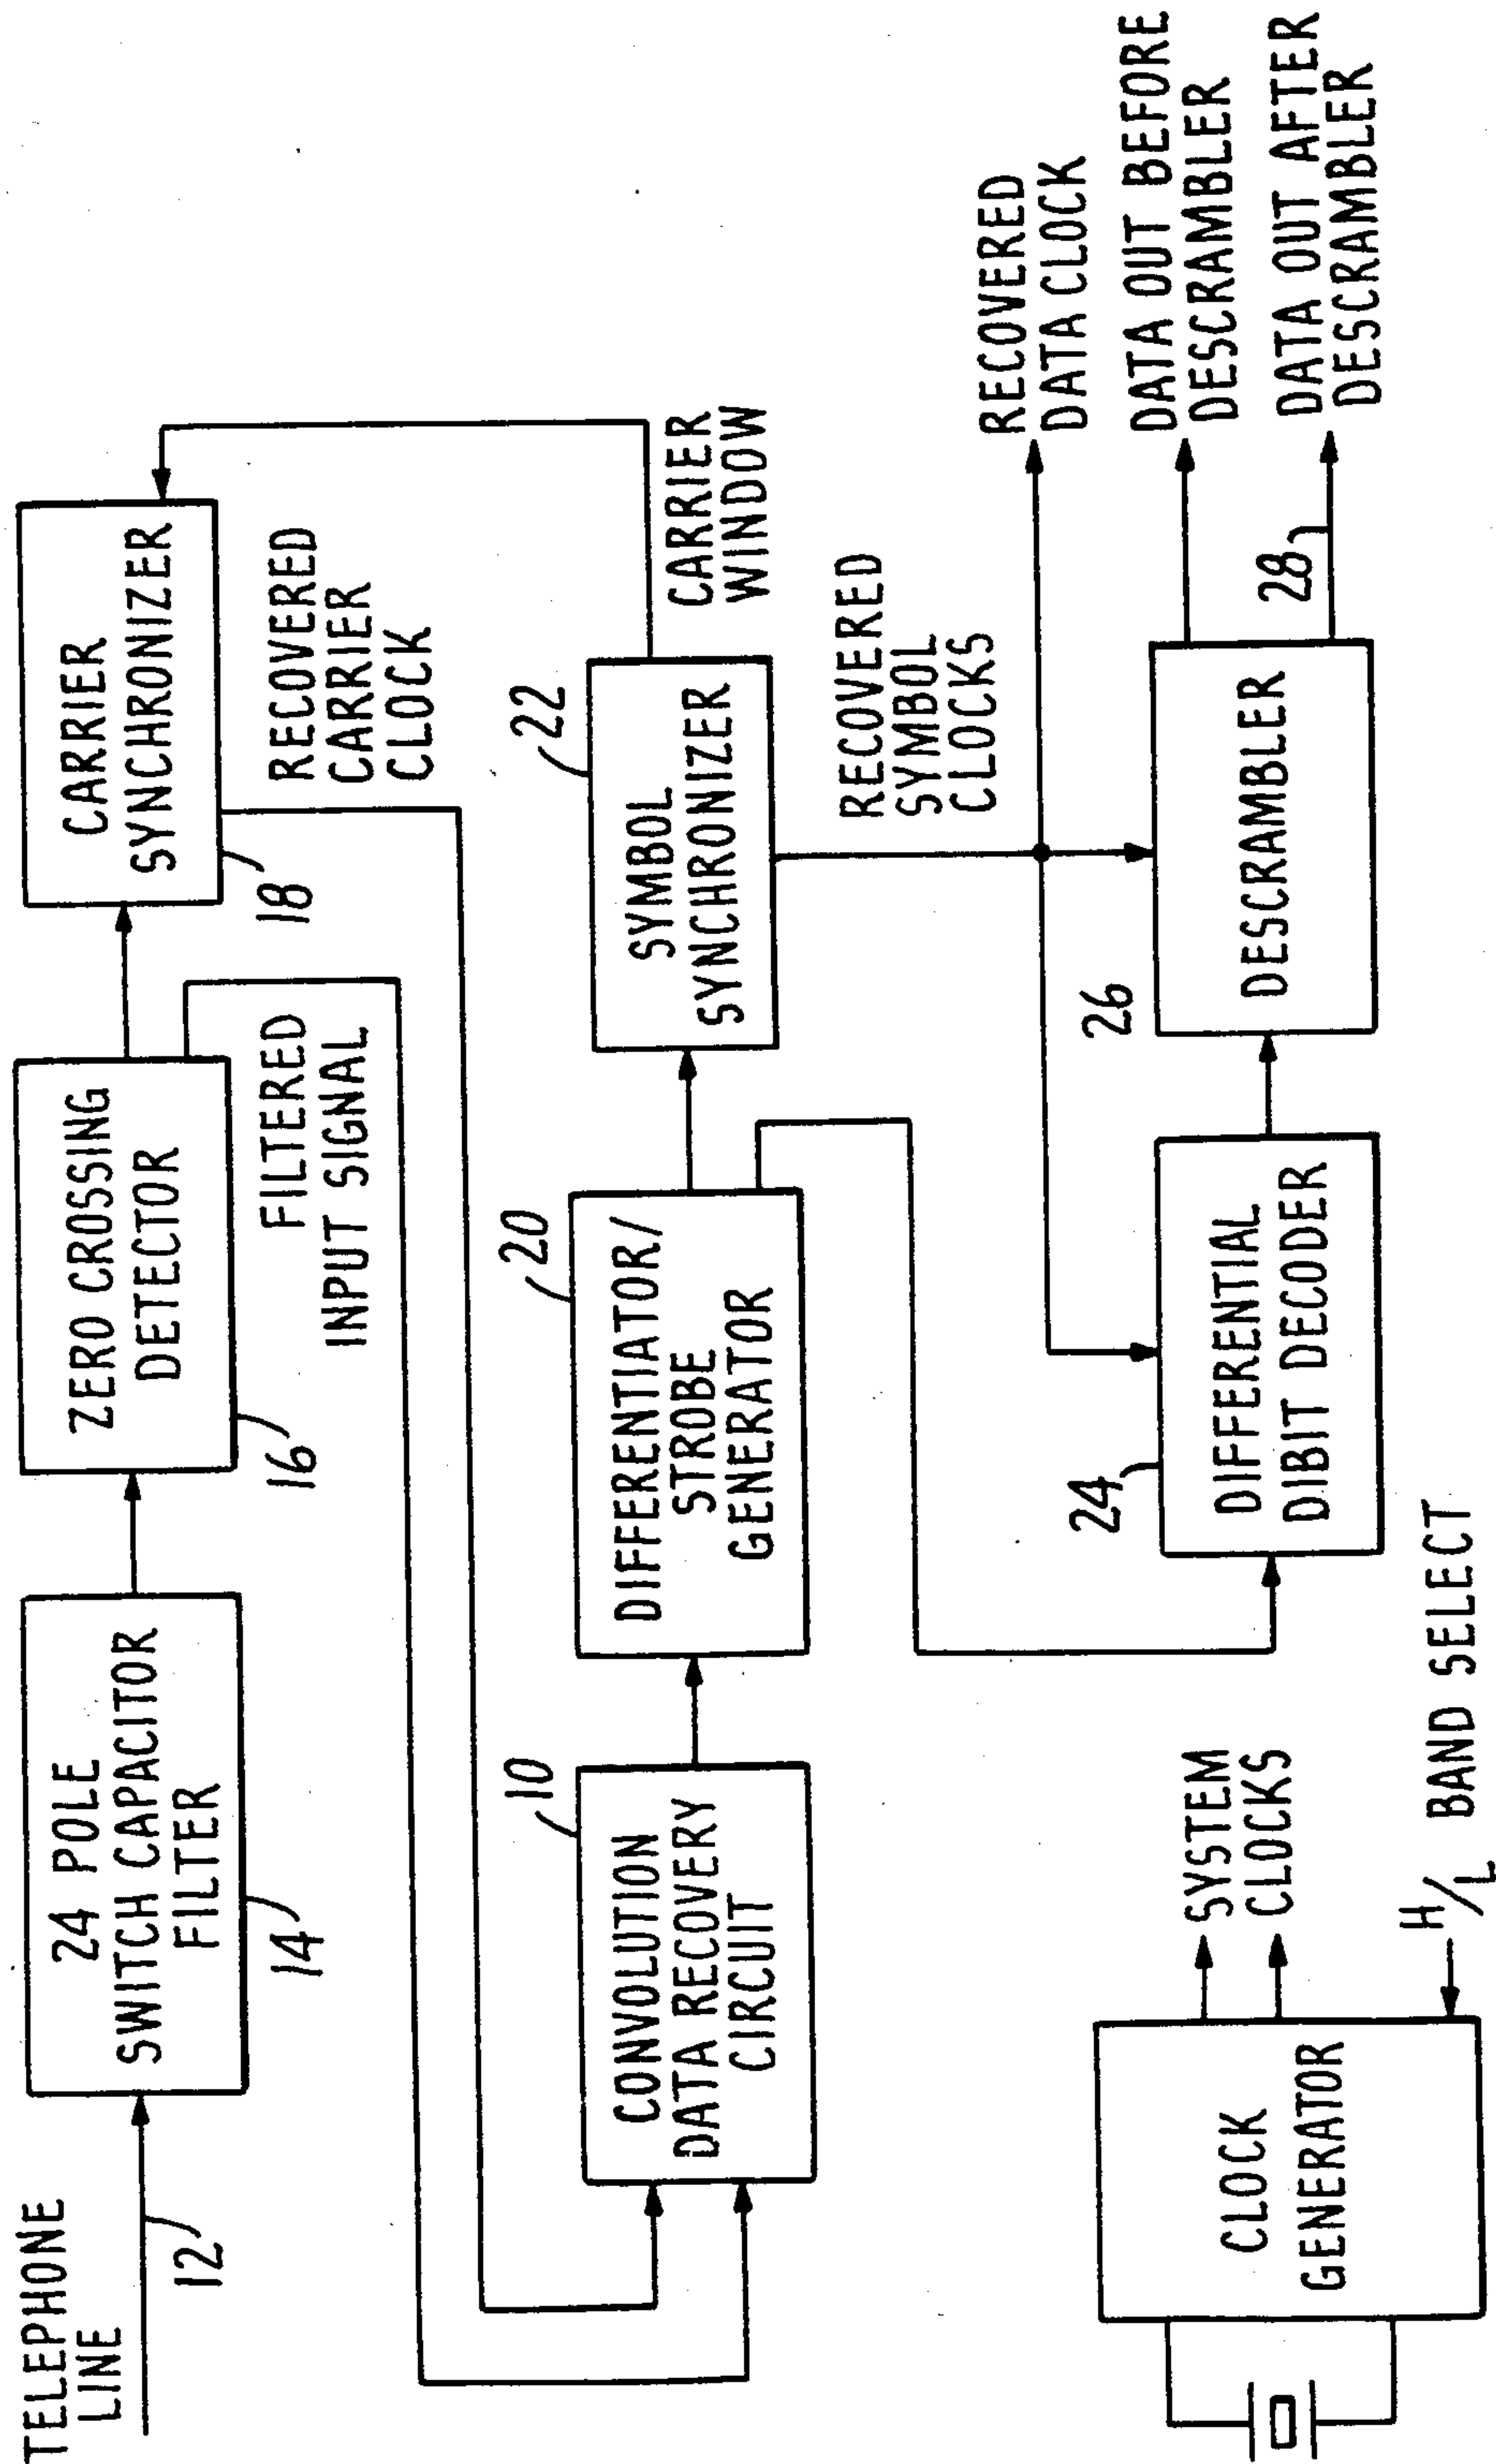 TELEPHONE
LINE
12
24 POLE
SWITCH CAPACITOR
FILTER
14
ZERO CROSSING
DETECTOR
16
FILTERED
INPUT SIGNAL
CARRIER
SYNCHRONIZER
18
RECOVERED
CARRIER
CLOCK
10
CONVOLUTION
DATA RECOVERY
CIRCUIT
20
DIFFERENTIATOR/
STROBE
GENERATOR
22
SYMBOL
SYNCHRONIZER
CARRIER
WINDOW
RECOVERED
SYMBOL
CLOCKS
RECOVERED
DATA CLOCK
24
DIFFERENTIAL
DIBIT DECODER
26
DESCRAMBLER
DATA OUT BEFORE
DESCRAMBLER
28
DATA OUT AFTER
DESCRAMBLER
CLOCK
GENERATOR
SYSTEM
CLOCKS
H/L BAND SELECT